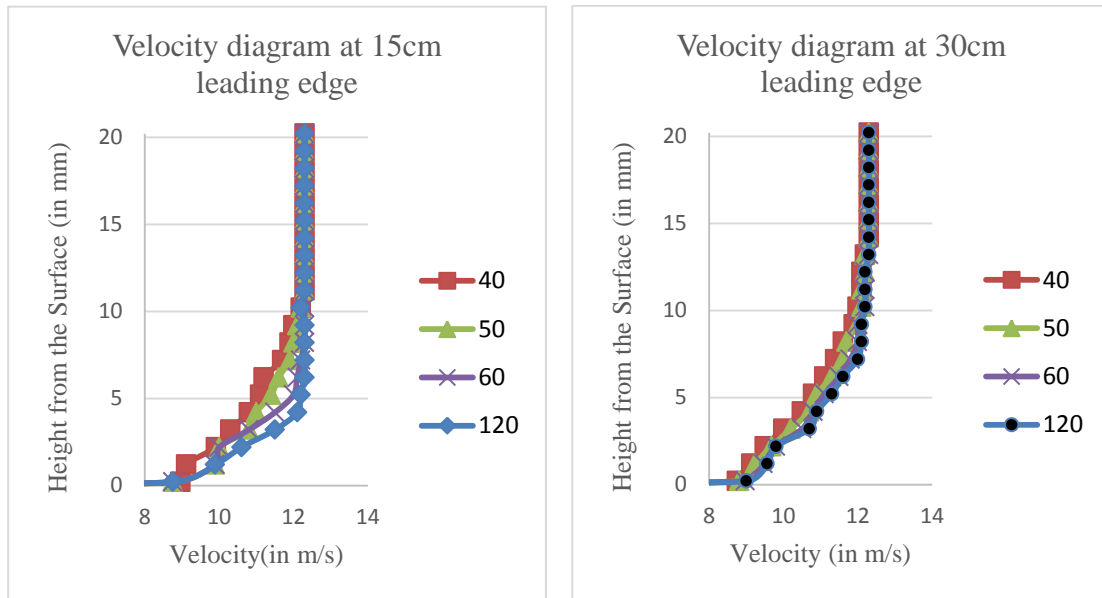 Velocity diagram at 15cm
leading edge
Height from the Surface (in mm)
20
15
10
5
0
8 10 12 14
Velocity(in m/s)
40
50
60
120
Velocity diagram at 30cm
leading edge
Height from the Surface (in mm)
20
15
10
5
0
8 10 12 14
Velocity (in m/s)
40
50
60
120